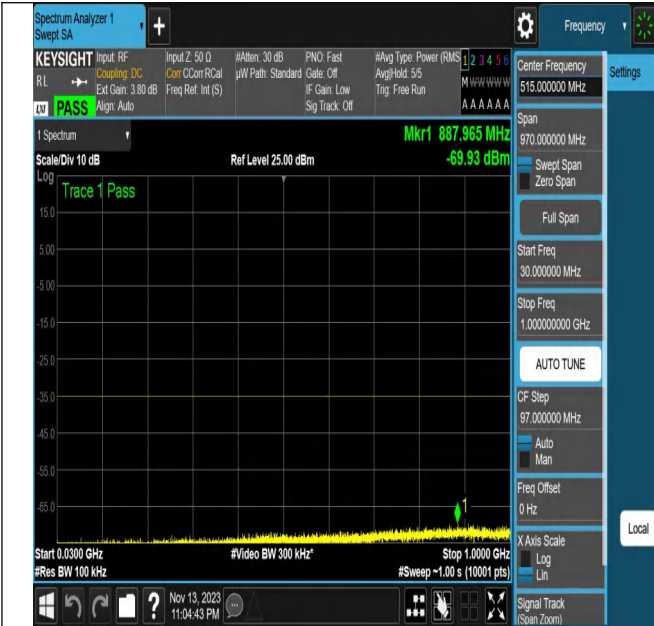 Spectrum Analyzer 1
Swept SA
+
Frequency
KEYSIGHT
RL
PASS
Input: RF
Coupling: DC
Ext Gain: 3.80 dB
Align: Auto
Input Z: 50 Ω
Corr CCorr RCal
Freq Ref: Int (S)
#Atten: 30 dB
µW Path: Standard
PNO: Fast
Gate: Off
IF Gain: Low
Sig Track: Off
#Avg Type: Power (RMS
Avg|Hold: 5/5
Trig: Free Run
1 2 3 4 5 6
M W W W W W
A A A A A A
1 Spectrum
Scale/Div 10 dB
Ref Level 25.00 dBm
Mkr1 887.965 MHz
-69.93 dBm
Log
Trace 1 Pass
15.0
5.00
-5.00
-15.0
-25.0
-35.0
-45.0
-55.0
-65.0
1
Start 0.0300 GHz
#Video BW 300 kHz*
Stop 1.0000 GHz
#Res BW 100 kHz
#Sweep ~1.00 s (10001 pts)
Nov 13, 2023
11:04:43 PM
Center Frequency
515.000000 MHz
Settings
Span
970.000000 MHz
Swept Span
Zero Span
Full Span
Start Freq
30.000000 MHz
Stop Freq
1.000000000 GHz
AUTO TUNE
CF Step
97.000000 MHz
Auto
Man
Freq Offset
0 Hz
Local
X Axis Scale
Log
Lin
Signal Track
(Span Zoom)